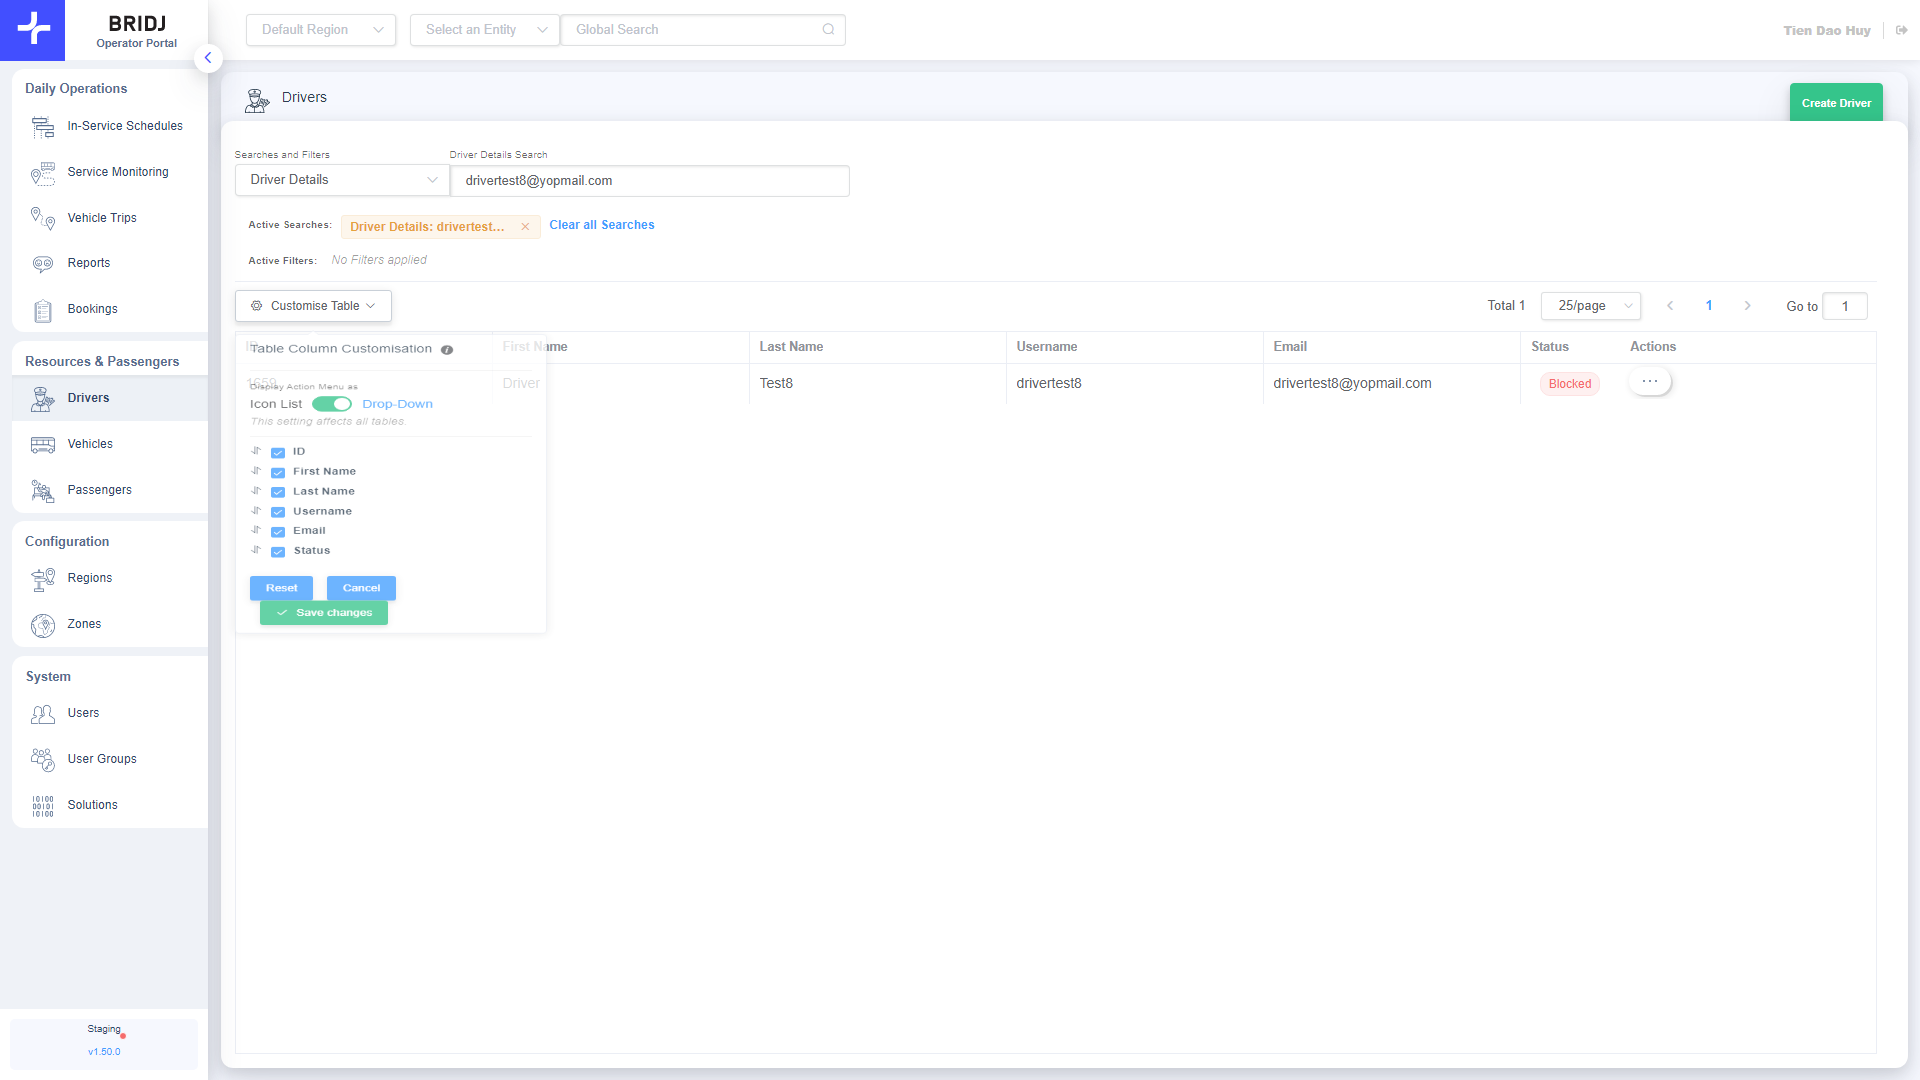 BRIDJ
Operator Portal
Default Region
Select an Entity
Global Search
Tien Dao Huy
Daily Operations
In-Service Schedules
Service Monitoring
Vehicle Trips
Reports
Bookings
Resources & Passengers
Drivers
Vehicles
Passengers
Configuration
Regions
Zones
System
Users
User Groups
Solutions
Staging
v1.50.0
Drivers
Create Driver
Searches and Filters
Driver Details Search
Driver Details
drivertest8@yopmail.com
Active Searches:
Driver Details: drivertest...
Clear all Searches
Active Filters:
No Filters applied
Customise Table
Total 1
25/page
1
Go to
1
ID
First Name
Last Name
Username
Email
Status
Actions
1659
Driver
Test8
drivertest8
drivertest8@yopmail.com
Blocked
Table Column Customisation
Display Action Menu as
Icon List
Drop-Down
This setting affects all tables.
ID
First Name
Last Name
Username
Email
Status
Reset
Cancel
Save changes